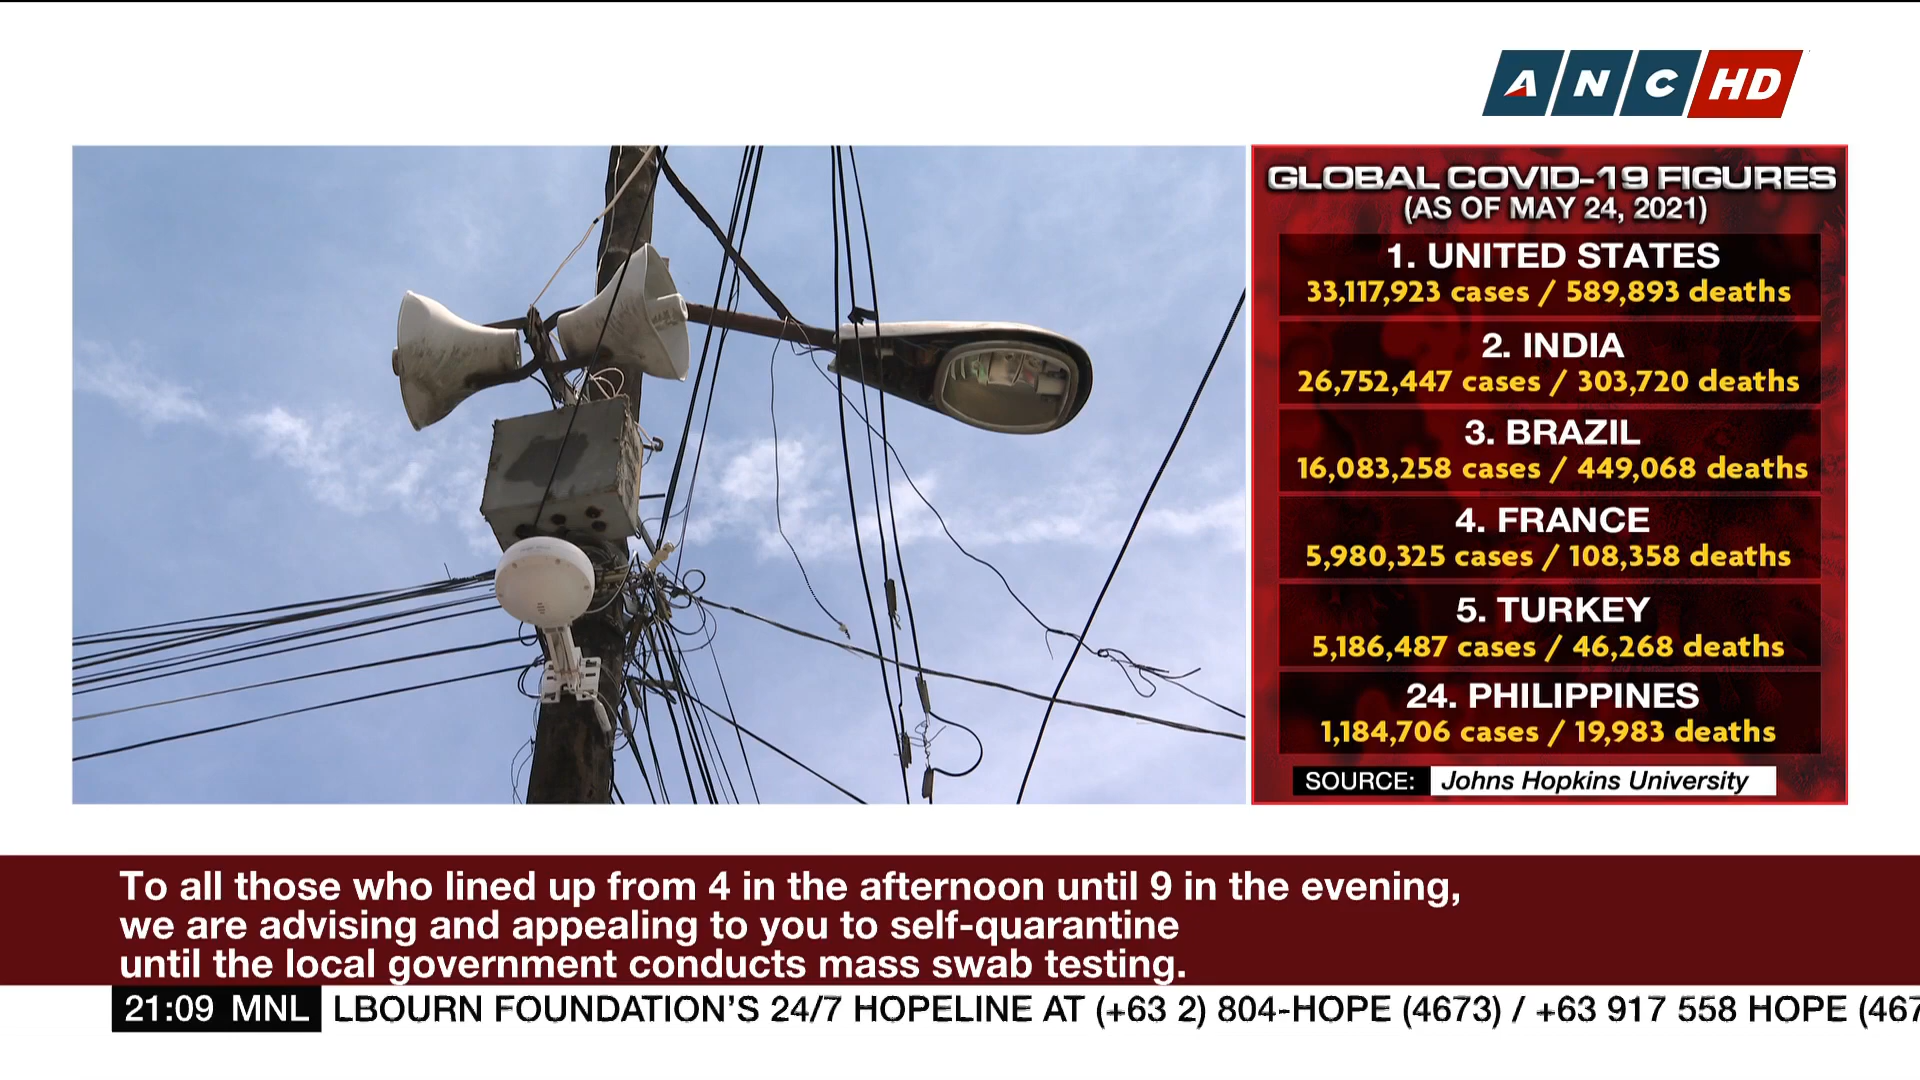 ANC HD
GLOBAL COVID-19 FIGURES
(AS OF MAY 24, 2021)
1. UNITED STATES
33,117,923 cases / 589,893 deaths
2. INDIA
26,752,447 cases / 303,720 deaths
3. BRAZIL
16,083,258 cases / 449,068 deaths
4. FRANCE
5,980,325 cases / 108,358 deaths
5. TURKEY
5,186,487 cases / 46,268 deaths
24. PHILIPPINES
1,184,706 cases / 19,983 deaths
SOURCE: Johns Hopkins University
To all those who lined up from 4 in the afternoon until 9 in the evening,
we are advising and appealing to you to self-quarantine
until the local government conducts mass swab testing.
21:09 MNL LBOURN FOUNDATION'S 24/7 HOPELINE AT (+63 2) 804-HOPE (4673) / +63 917 558 HOPE (467